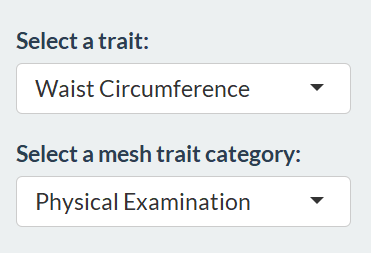 Select a trait:
Waist Circumference
Select a mesh trait category:
Physical Examination